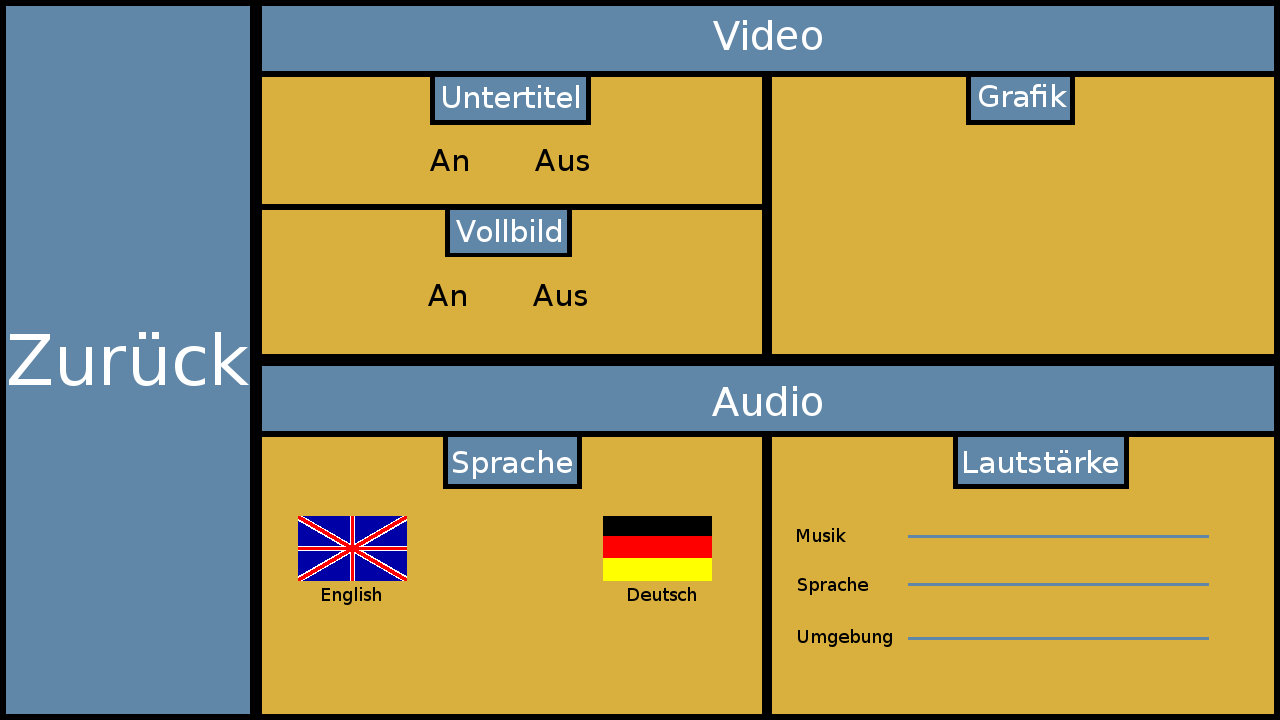 Zurück
Video
Untertitel
An Aus
Vollbild
An Aus
Grafik
Audio
Sprache
English
Deutsch
Lautstärke
Musik
Sprache
Umgebung